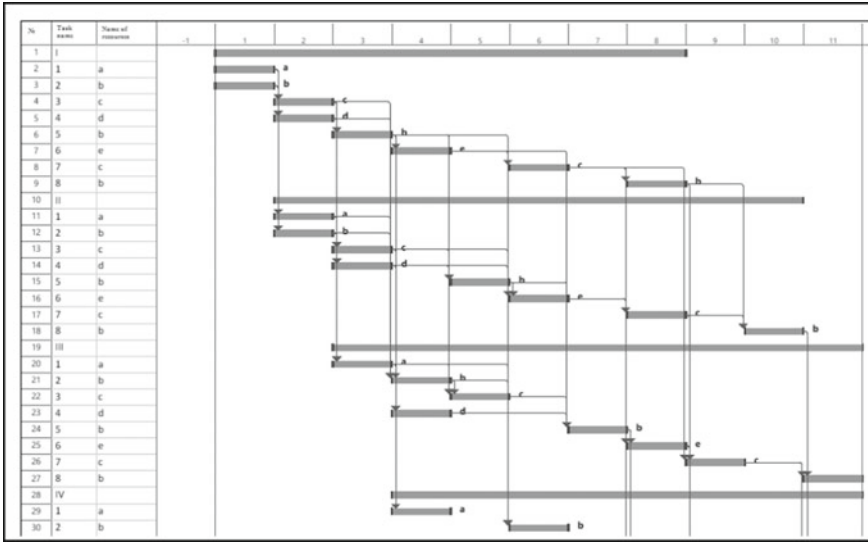 № Task name Name of
-1 1 2 3 4 5 6 7 8 9 10 11
1 I
2 1 a a
3 2 b b
4 3 c c
5 4 d d
6 5 b b
7 6 e e
8 7 c c
9 8 b b
10 II
11 1 a a
12 2 b b
13 3 c c
14 4 d d
15 5 b b
16 6 e e
17 7 c c
18 8 b b
19 III
20 1 a a
21 2 b b
22 3 c c
23 4 d d
24 5 b b
25 6 e e
26 7 c c
27 8 b
28 IV
29 1 a a
30 2 b b